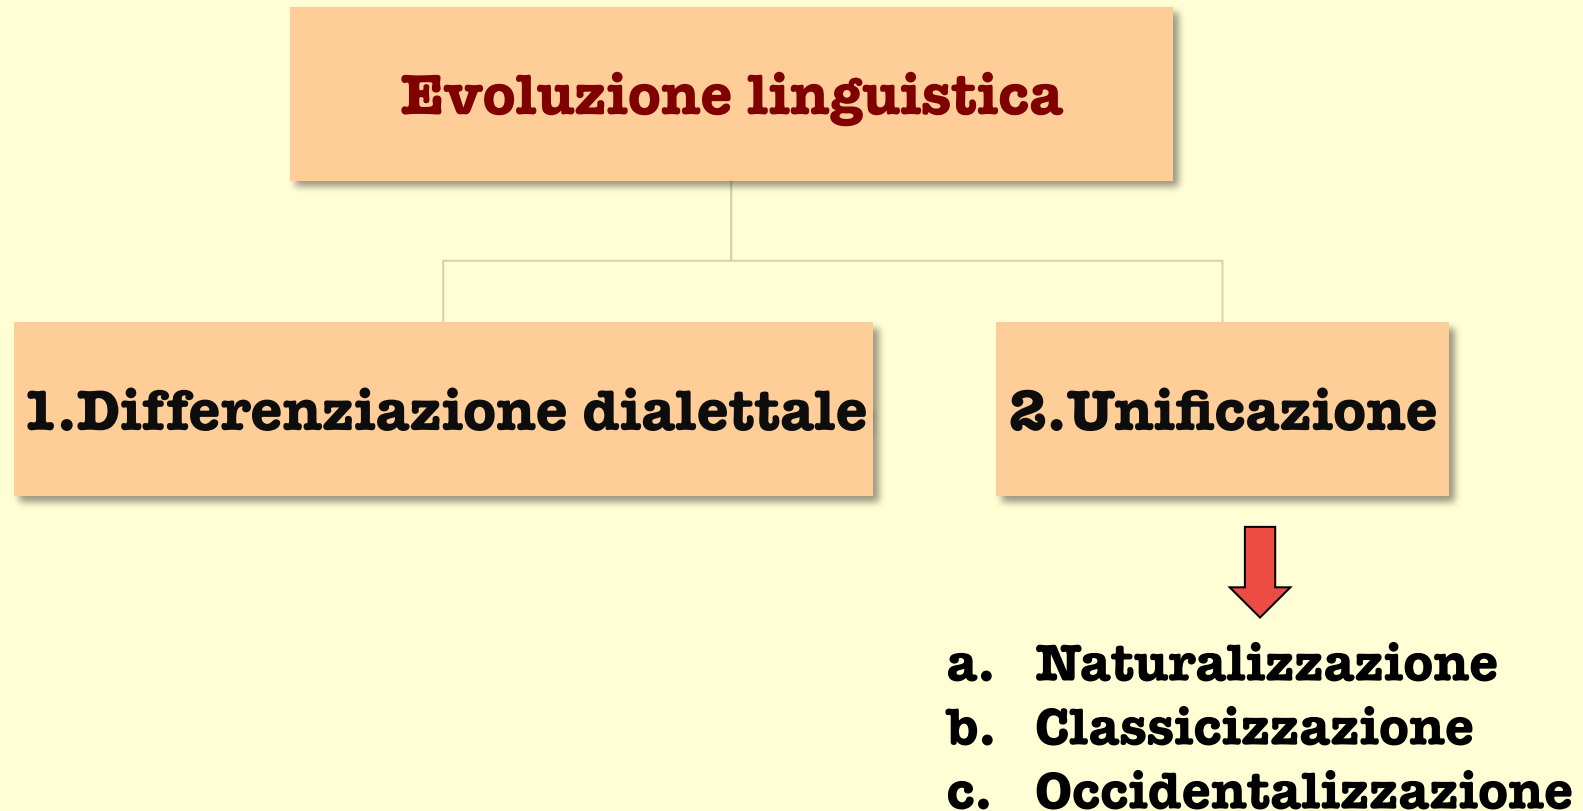 Evoluzione linguistica
1.Differenziazione dialettale
2.Unificazione
a. Naturalizzazione
b. Classicizzazione
c. Occidentalizzazione